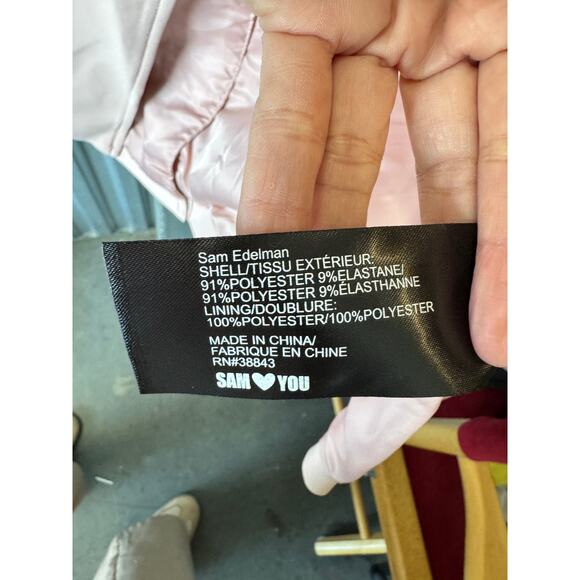 Sam Edelman
SHELL/TISSU EXTÉRIEUR:
91%POLYESTER 9%ELASTANE/
91%POLYESTER 9%ÉLASTHANNE
LINING/DOUBLURE:
100%POLYESTER/100%POLYESTER
MADE IN CHINA/
FABRIQUE EN CHINE
RN#38843
SAM♥YOU